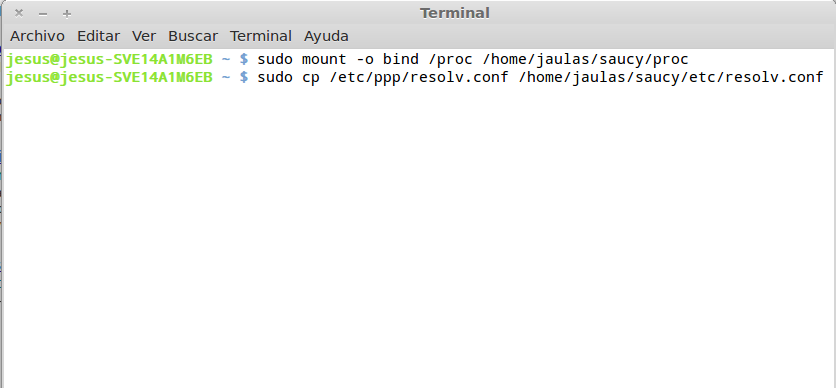 Terminal
Archivo Editar Ver Buscar Terminal Ayuda
jesus@jesus-SVE14A1M6EB ~ $ sudo mount -o bind /proc /home/jaulas/saucy/proc
jesus@jesus-SVE14A1M6EB ~ $ sudo cp /etc/ppp/resolv.conf /home/jaulas/saucy/etc/resolv.conf